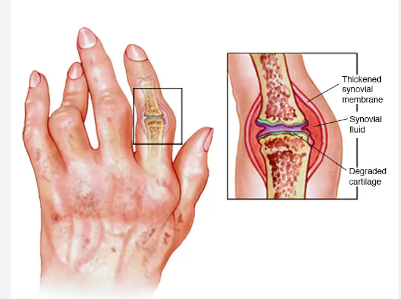 Thickened
synovial
membrane
Synovial
fluid
Degraded
cartilage